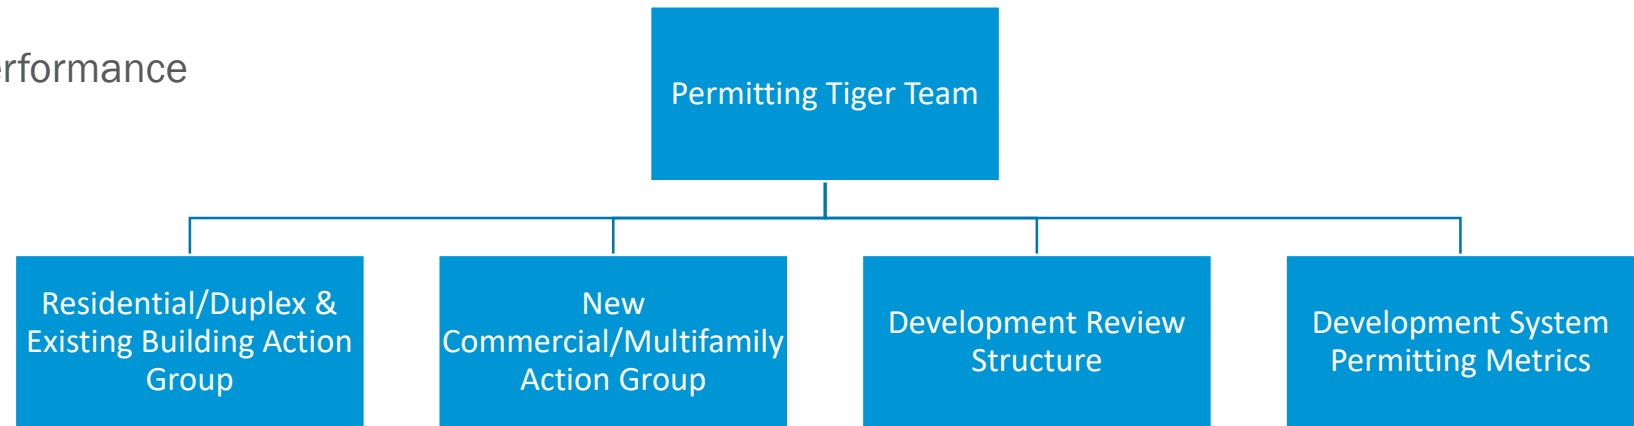 erformance
Permitting Tiger Team
Residential/Duplex &
Existing Building Action
Group
New
Commercial/Multifamily
Action Group
Development Review
Structure
Development System
Permitting Metrics